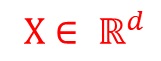 X ∈ ℝ^d